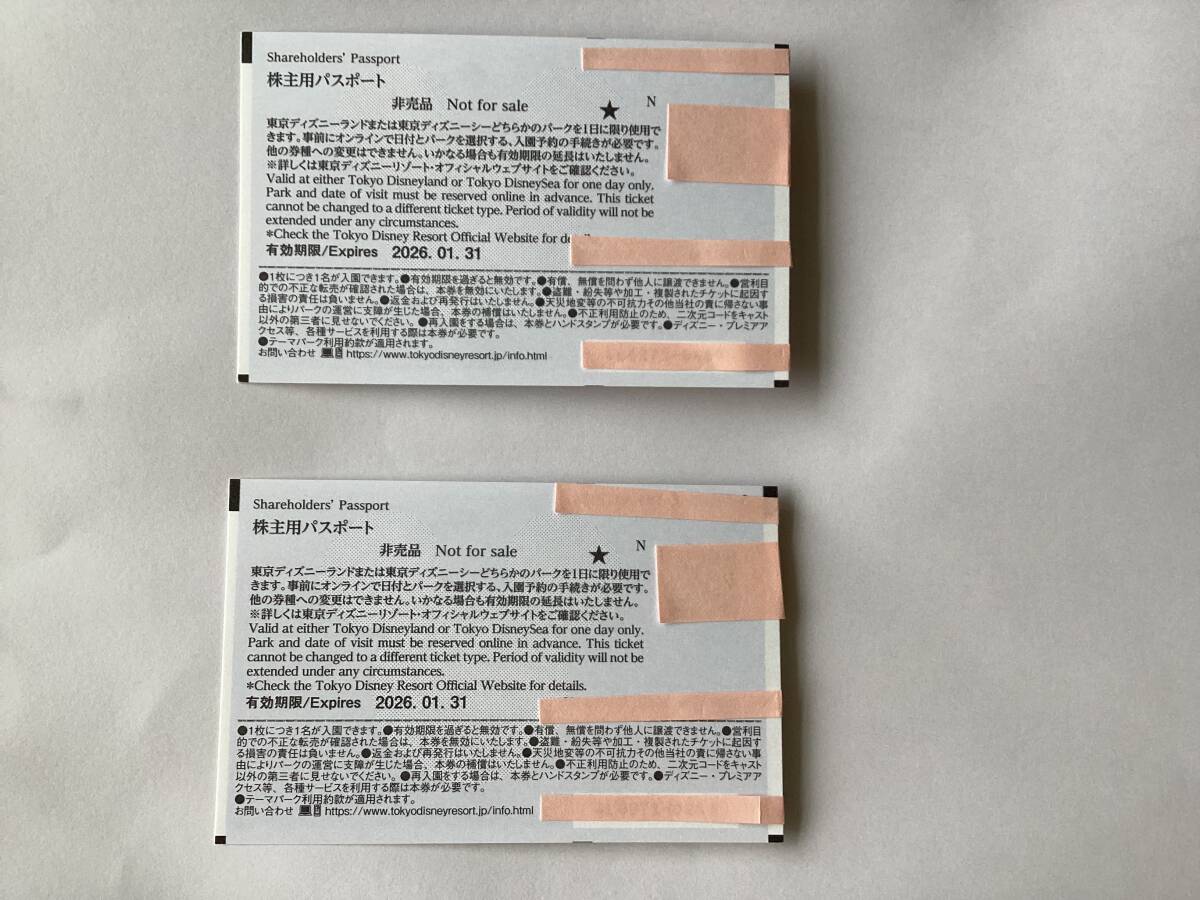 Shareholders' Passport
株主用パスポート
非売品 Not for sale ★ N
東京ディズニーランドまたは東京ディズニーシーどちらかのパークを1日に限り使用で
きます。事前にオンラインで日付とパークを選択する、入園予約の手続きが必要です。
他の券種への変更はできません。いかなる場合も有効期限の延長はいたしません。
※詳しくは東京ディズニーリゾート・オフィシャルウェブサイトをご確認ください。
Valid at either Tokyo Disneyland or Tokyo DisneySea for one day only.
Park and date of visit must be reserved online in advance. This ticket
cannot be changed to a different ticket type. Period of validity will not be
extended under any circumstances.
*Check the Tokyo Disney Resort Official Website for
有効期限/Expires 2026. 01. 31
●1枚につき1名が入園できます。●有効期限を過ぎると無効です。●有償、無償を問わず他人に譲渡できません。●営利目
的での不正な転売が確認された場合は、本券を無効にいたします。●盗難・紛失等や加工・複製されたチケットに起因す
る損害の責任は負いません。●返金および再発行はいたしません。●天災地変等の不可抗力その他当社の責に帰さない事
由によりパークの運営に支障が生じた場合、本券の補償はいたしません。●不正利用防止のため、二次元コードをキャスト
以外の第三者に見せないでください。●再入園をする場合は、本券とハンドスタンプが必要です。●ディズニー・プレミアア
クセス等、各種サービスを利用する際は本券が必要です。
●テーマパーク利用約款が適用されます。
お問い合わせ https://www.tokyodisneyresort.jp/info.html
Shareholders' Passport
株主用パスポート
非売品 Not for sale ★ N
東京ディズニーランドまたは東京ディズニーシーどちらかのパークを1日に限り使用で
きます。事前にオンラインで日付とパークを選択する、入園予約の手続きが必要です。
他の券種への変更はできません。いかなる場合も有効期限の延長はいたしません。
※詳しくは東京ディズニーリゾート・オフィシャルウェブサイトをご確認ください。
Valid at either Tokyo Disneyland or Tokyo DisneySea for one day only.
Park and date of visit must be reserved online in advance. This ticket
cannot be changed to a different ticket type. Period of validity will not be
extended under any circumstances.
*Check the Tokyo Disney Resort Official Website for details.
有効期限/Expires 2026. 01. 31
●1枚につき1名が入園できます。●有効期限を過ぎると無効です。●有償、無償を問わず他人に譲渡できません。●営利目
的での不正な転売が確認された場合は、本券を無効にいたします。●盗難・紛失等や加工・複製されたチケットに起因す
る損害の責任は負いません。●返金および再発行はいたしません。●天災地変等の不可抗力その他当社の責に帰さない事
由によりパークの運営に支障が生じた場合、本券の補償はいたしません。●不正利用防止のため、二次元コードをキャスト
以外の第三者に見せないでください。●再入園をする場合は、本券とハンドスタンプが必要です。●ディズニー・プレミアア
クセス等、各種サービスを利用する際は本券が必要です。
●テーマパーク利用約款が適用されます。
お問い合わせ https://www.tokyodisneyresort.jp/info.html